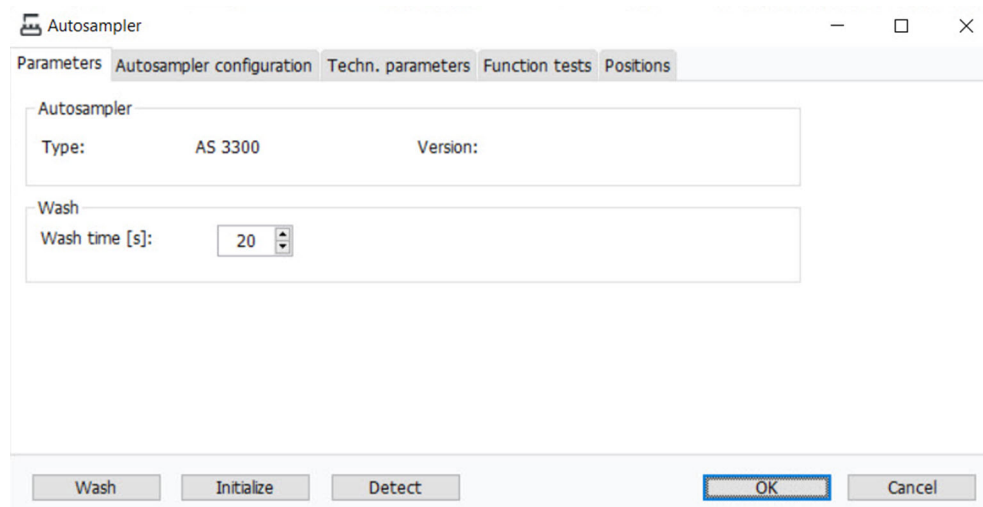 Autosampler
Parameters Autosampler configuration Techn. parameters Function tests Positions
Autosampler
Type: AS 3300 Version:
Wash
Wash time [s]: 20
Wash Initialize Detect OK Cancel